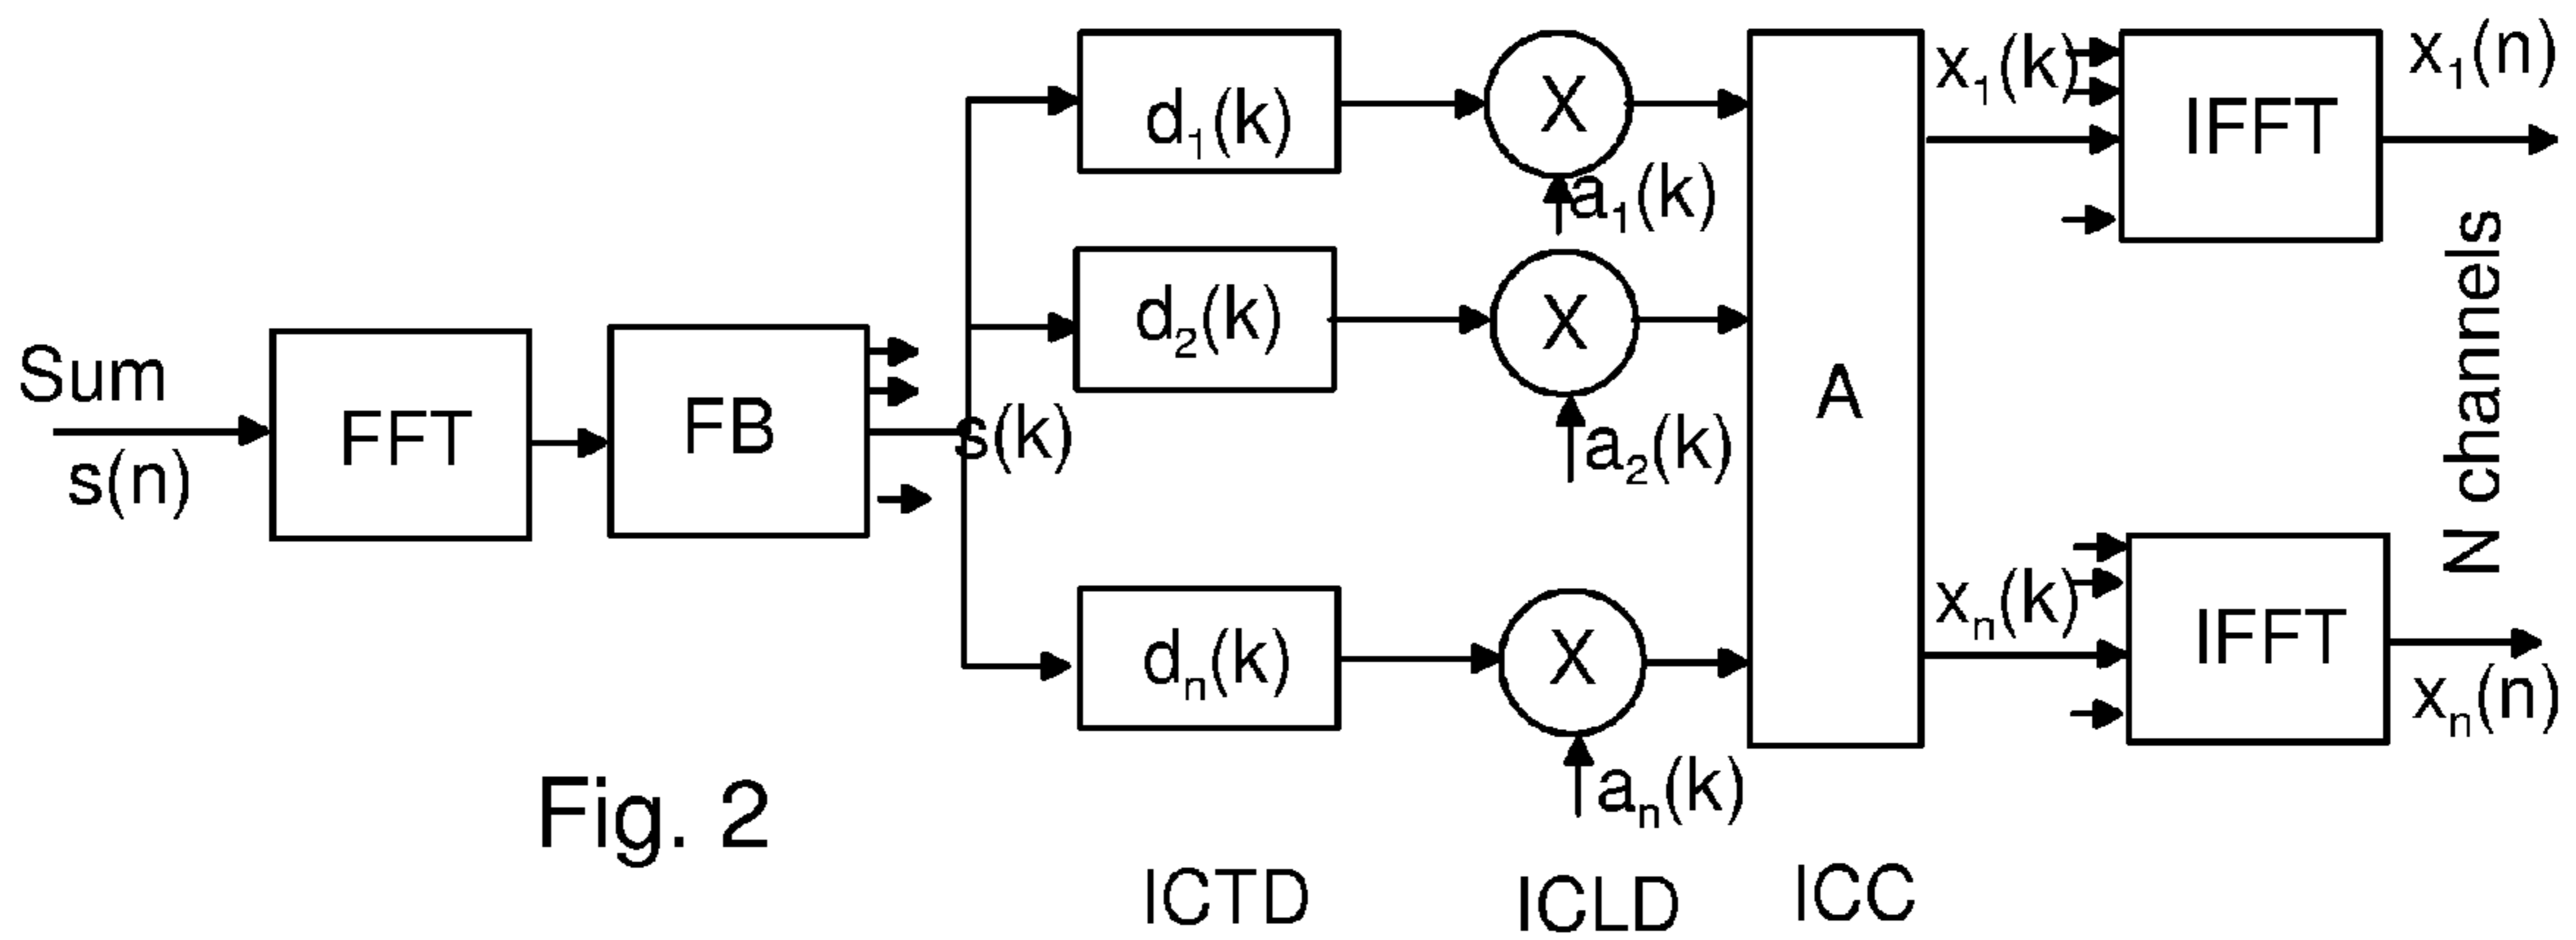 Sum
s(n)
FFT
FB
s(k)
d₁(k)
d₂(k)
dₙ(k)
X
a₁(k)
X
a₂(k)
X
aₙ(k)
A
x₁(k)
xₙ(k)
IFFT
IFFT
x₁(n)
N channels
xₙ(n)
ICTD
ICLD
ICC
Fig. 2